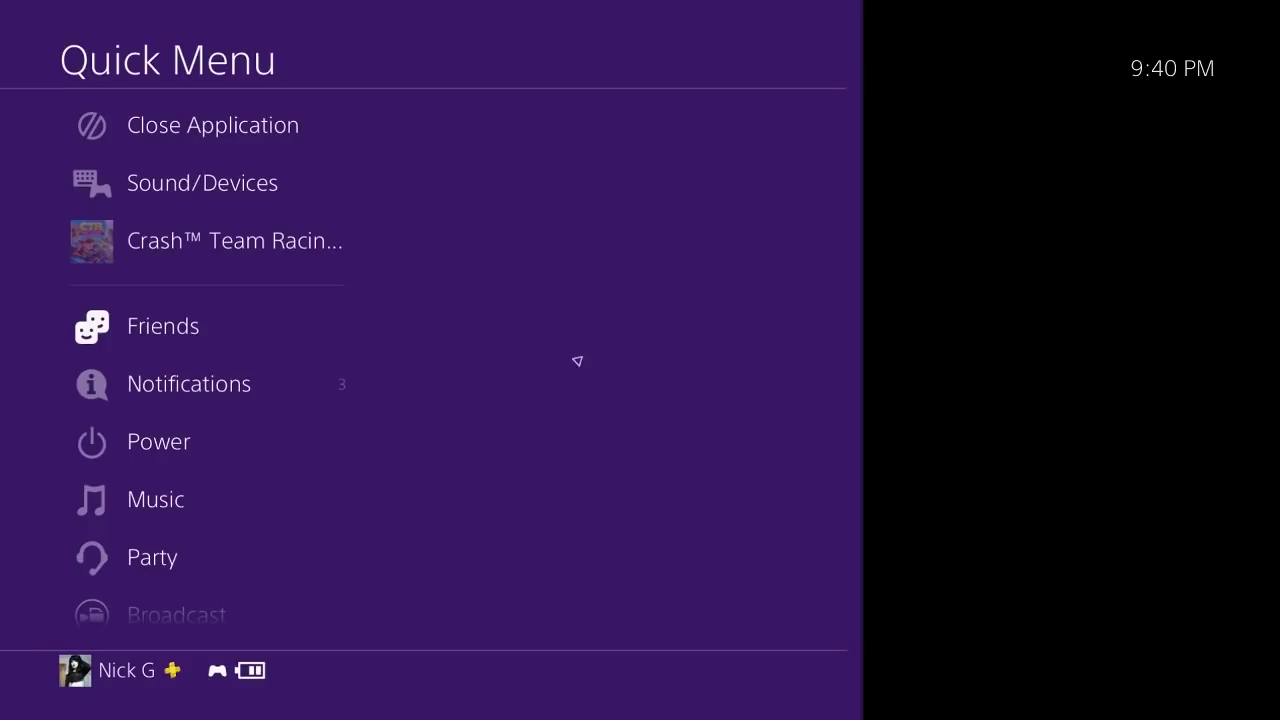 Quick Menu
9:40 PM
Close Application
Sound/Devices
CTR
Crash™ Team Racin...
Friends
Notifications 3
Power
Music
Party
Broadcast
Nick G